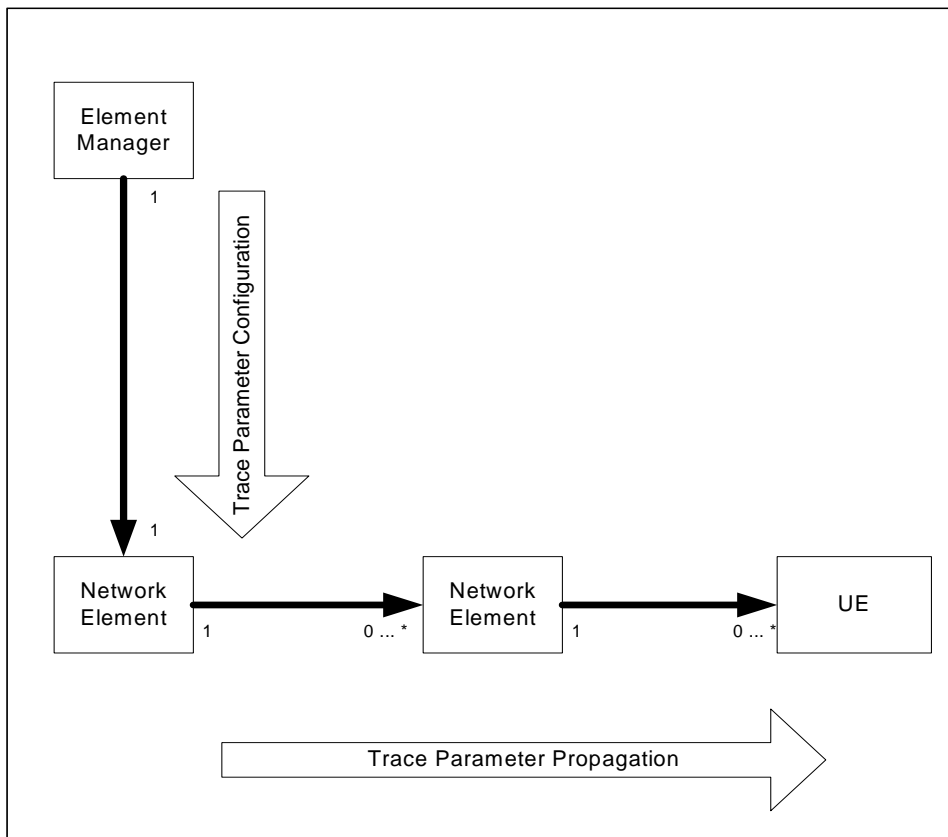 Element
Manager
1
Trace Parameter Configuration
1
Network
Element
Network
Element
UE
1
0 ... *
1
0 ... *
Trace Parameter Propagation